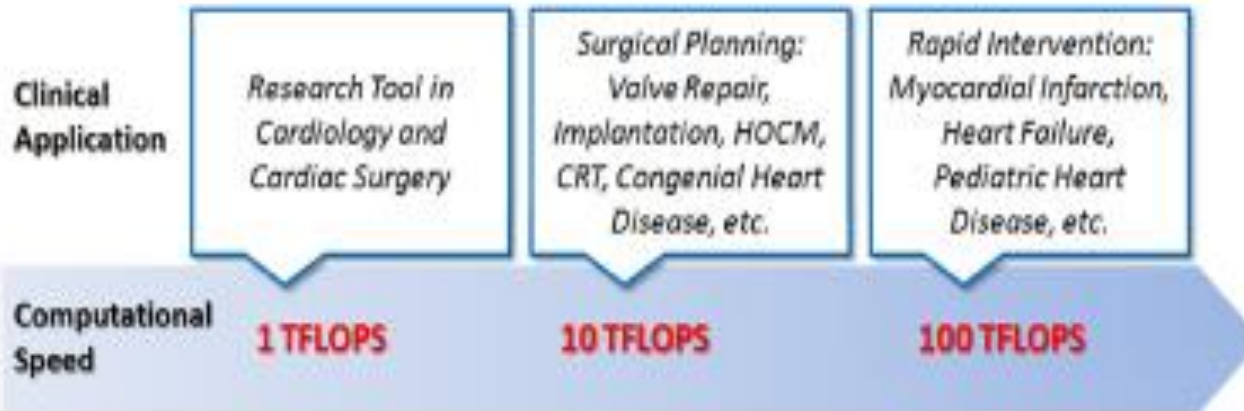 Clinical
Application
Research Tool in
Cardiology and
Cardiac Surgery
Surgical Planning:
Valve Repair,
Implantation, HOCM,
CRT, Congenial Heart
Disease, etc.
Rapid Intervention:
Myocardial Infarction,
Heart Failure,
Pediatric Heart
Disease, etc.
Computational
Speed
1 TFLOPS
10 TFLOPS
100 TFLOPS